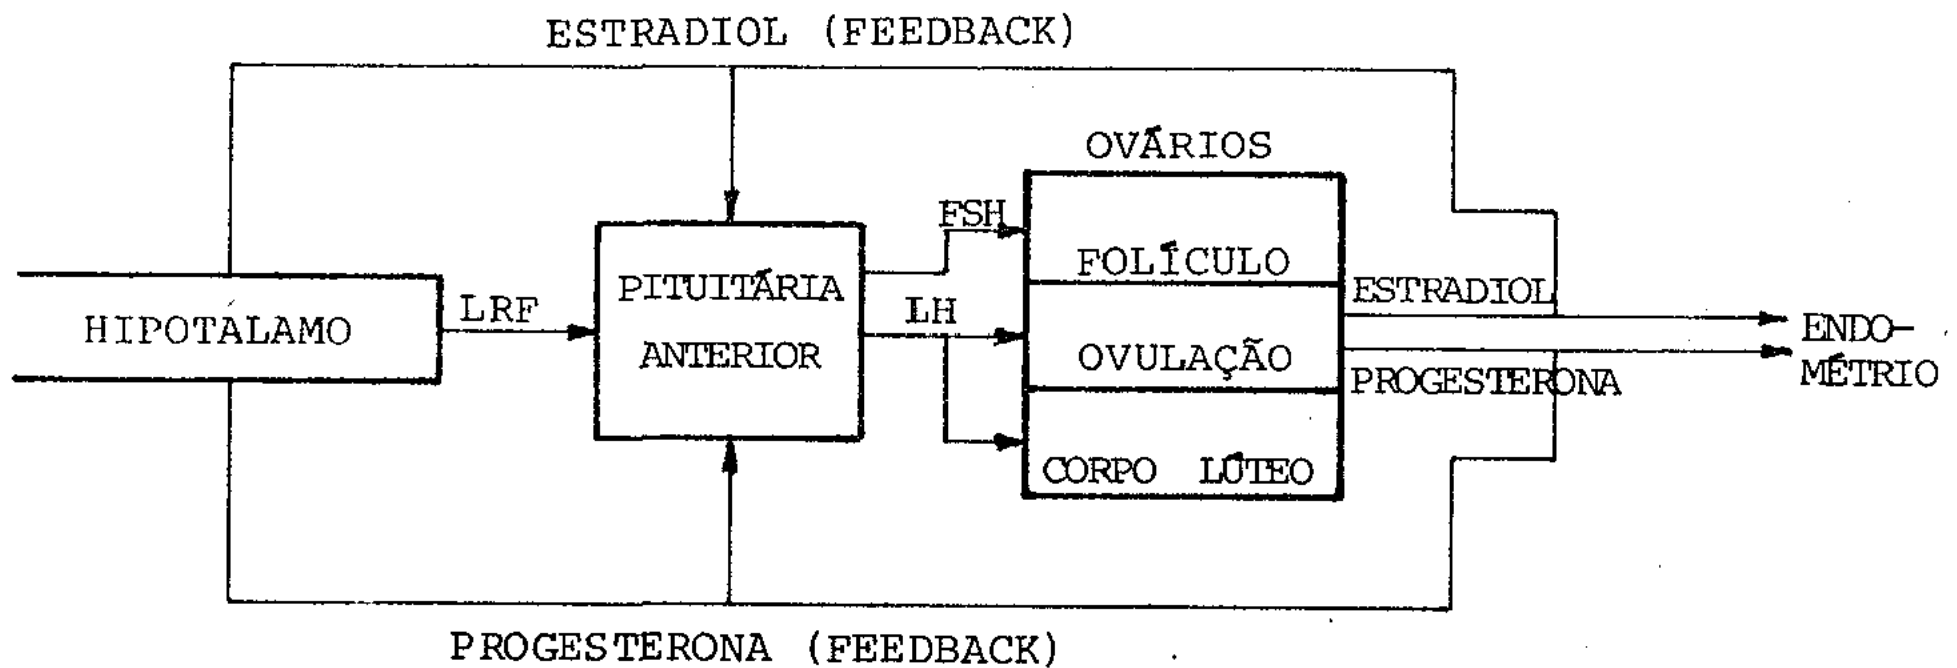 ESTRADIOL (FEEDBACK)
OVÁRIOS
FSH
FOLÍCULO
PITUITÁRIA
ANTERIOR
HIPOTALAMO
LRF
LH
OVULAÇÃO
ESTRADIOL
PROGESTERONA
ENDO-
MÉTRIO
CORPO LÚTEO
PROGESTERONA (FEEDBACK)